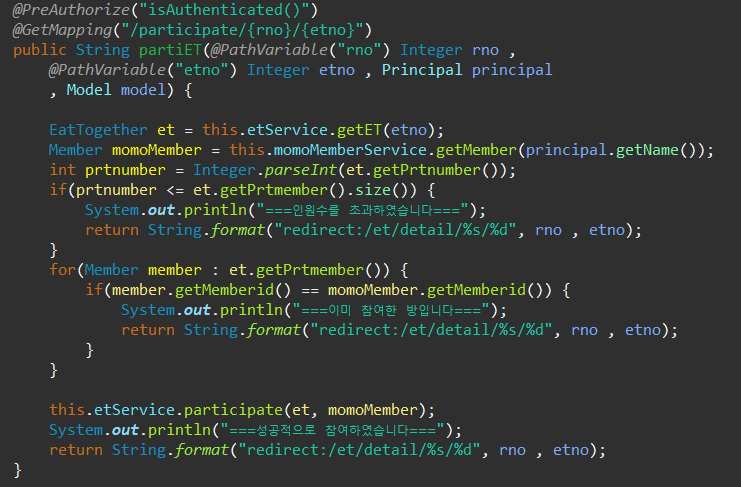 @PreAuthorize("isAuthenticated()")
@GetMapping("/participate/{rno}/{etno}")
public String partiET(@PathVariable("rno") Integer rno ,
@PathVariable("etno") Integer etno , Principal principal
, Model model) {
EatTogether et = this.etService.getET(etno);
Member momoMember = this.momoMemberService.getMember(principal.getName());
int prtnumber = Integer.parseInt(et.getPrtnumber());
if(prtnumber <= et.getPrtmember().size()) {
System.out.println("===인원수를 초과하였습니다===");
return String.format("redirect:/et/detail/%s/%d", rno , etno);
}
for(Member member : et.getPrtmember()) {
if(member.getMemberid() == momoMember.getMemberid()) {
System.out.println("===이미 참여한 방입니다===");
return String.format("redirect:/et/detail/%s/%d", rno , etno);
}
}
this.etService.participate(et, momoMember);
System.out.println("===성공적으로 참여하였습니다===");
return String.format("redirect:/et/detail/%s/%d", rno , etno);
}